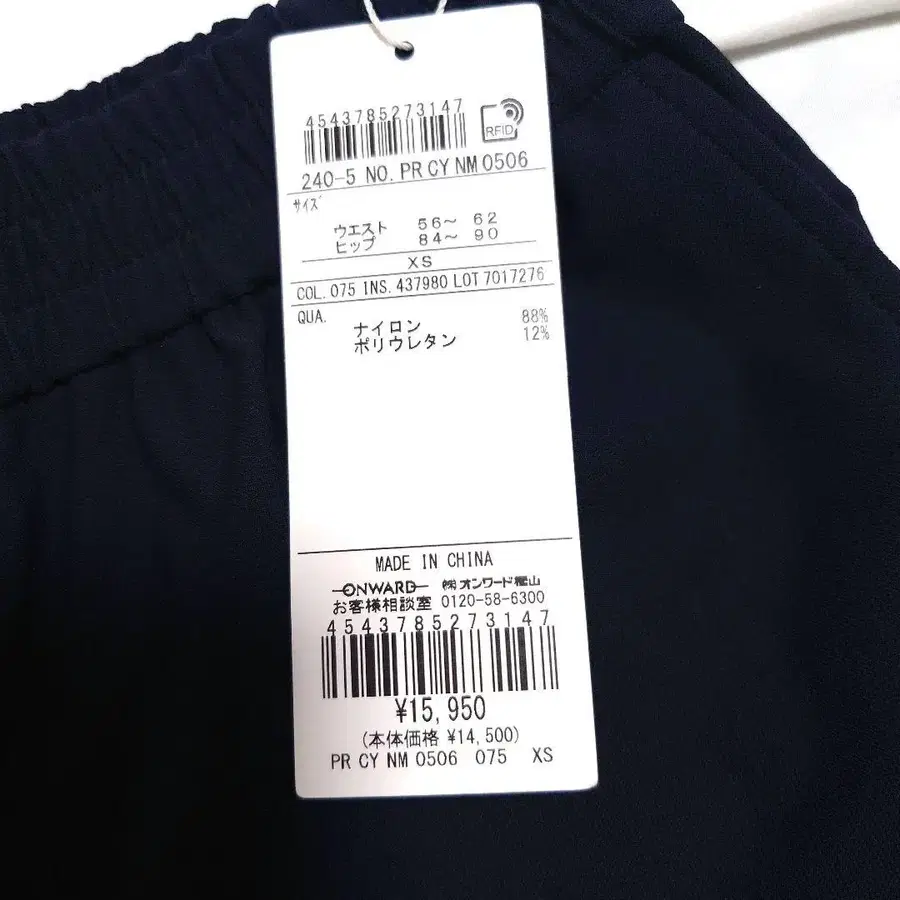 4543785273147
RFID
240-5 NO. PR CY NM 0506
サイズ
ウエスト 56～ 62
ヒップ 84～ 90
XS
COL. 075 INS. 437980 LOT 7017276
QUA.
ナイロン 88%
ポリウレタン 12%
MADE IN CHINA
ONWARD ㈱オンワード樫山
お客様相談室 0120-58-6300
4543785273147
¥15,950
(本体価格 ¥14,500)
PR CY NM 0506 075 XS